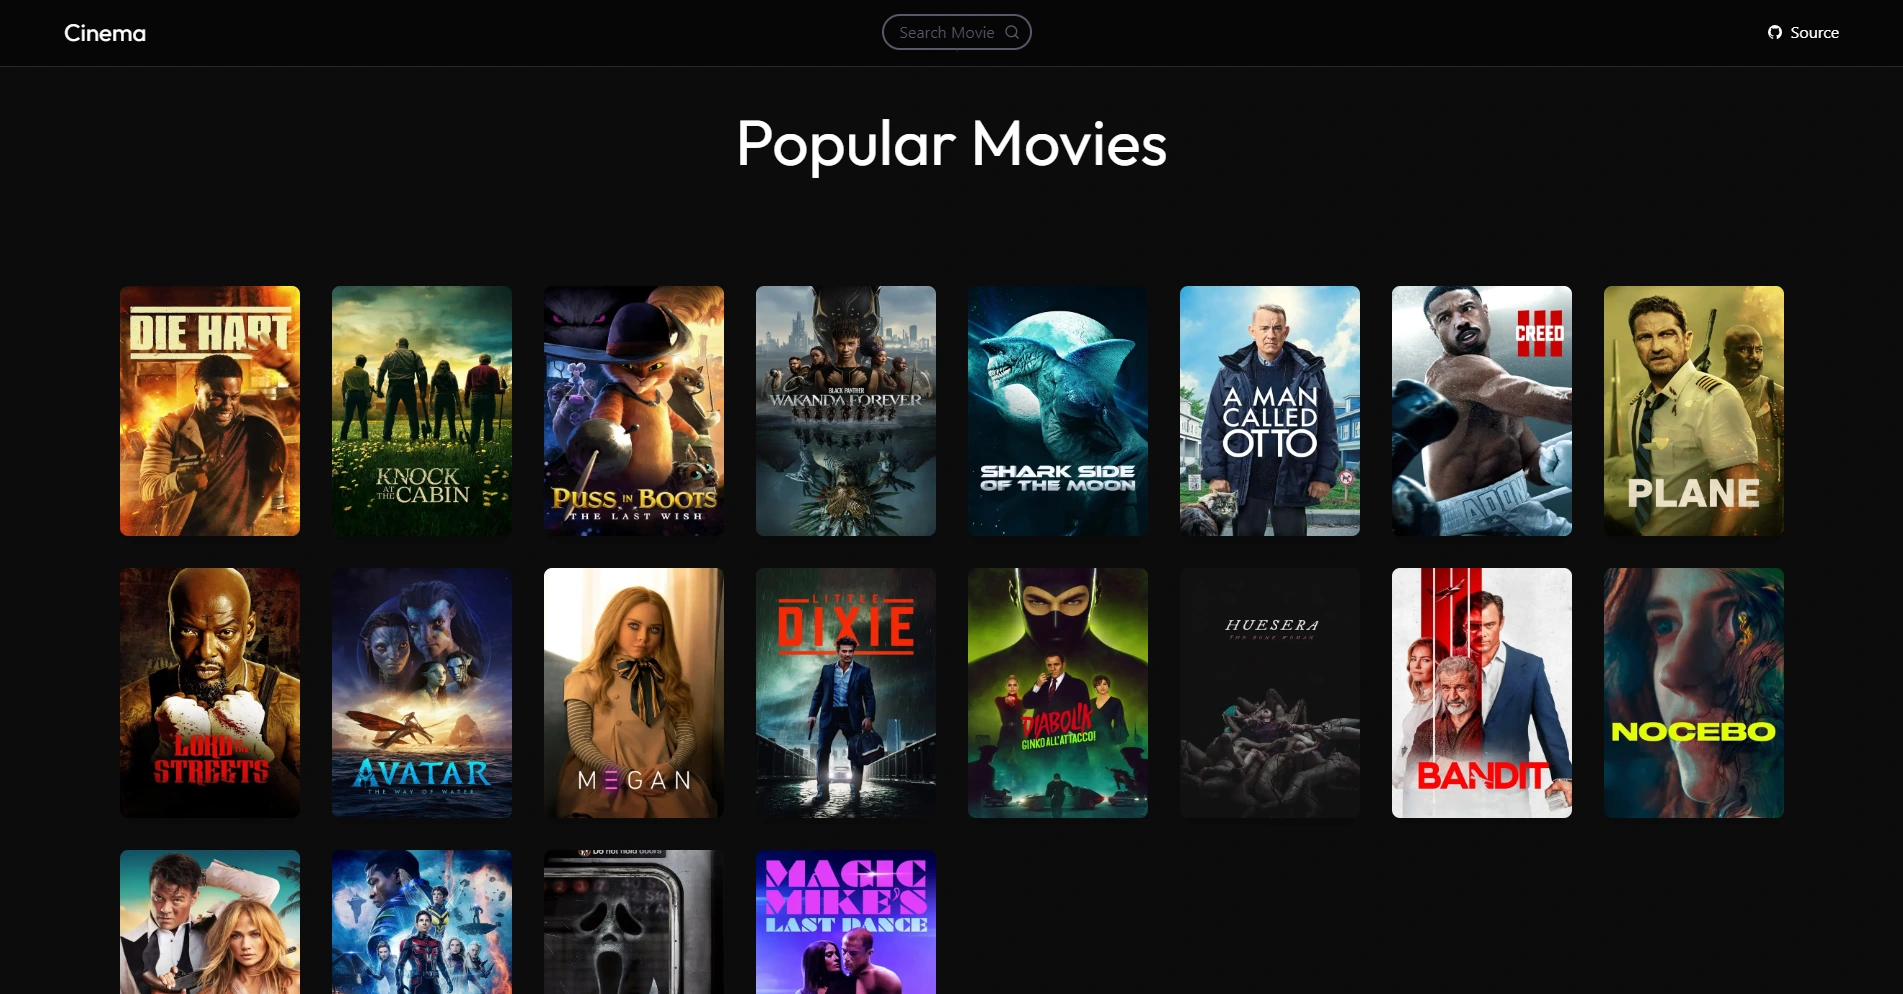 Cinema
Search Movie
Source
Popular Movies
DIE HART
KNOCK
AT THE CABIN
PUSS IN BOOTS
THE LAST WISH
BLACK PANTHER
WAKANDA FOREVER
SHARK SIDE
OF THE MOON
A MAN
CALLED
OTTO
CREED
III
PLANE
LORD OF THE
STREETS
AVATAR
THE WAY OF WATER
M3GAN
LITTLE
DIXIE
DIABOLIK
GINKO ALL'ATTACCO!
HUESERA
THE BONE WOMAN
BANDIT
NOCEBO
Do not hold doors
MAGIC
MIKE'S
LAST DANCE